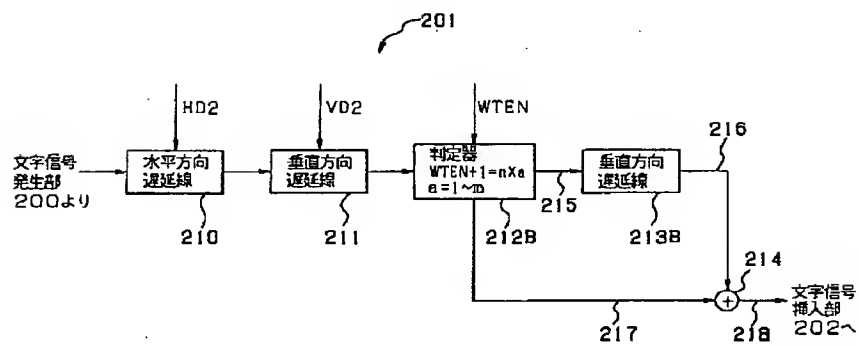 201
HD2
VD2
WTEN
文字信号
発生部
200より
水平方向
遅延線
210
垂直方向
遅延線
211
判定器
WTEN+1=n×a
a=1~m
212B
215
垂直方向
遅延線
213B
216
214
+
217
218
文字信号
挿入部
202へ